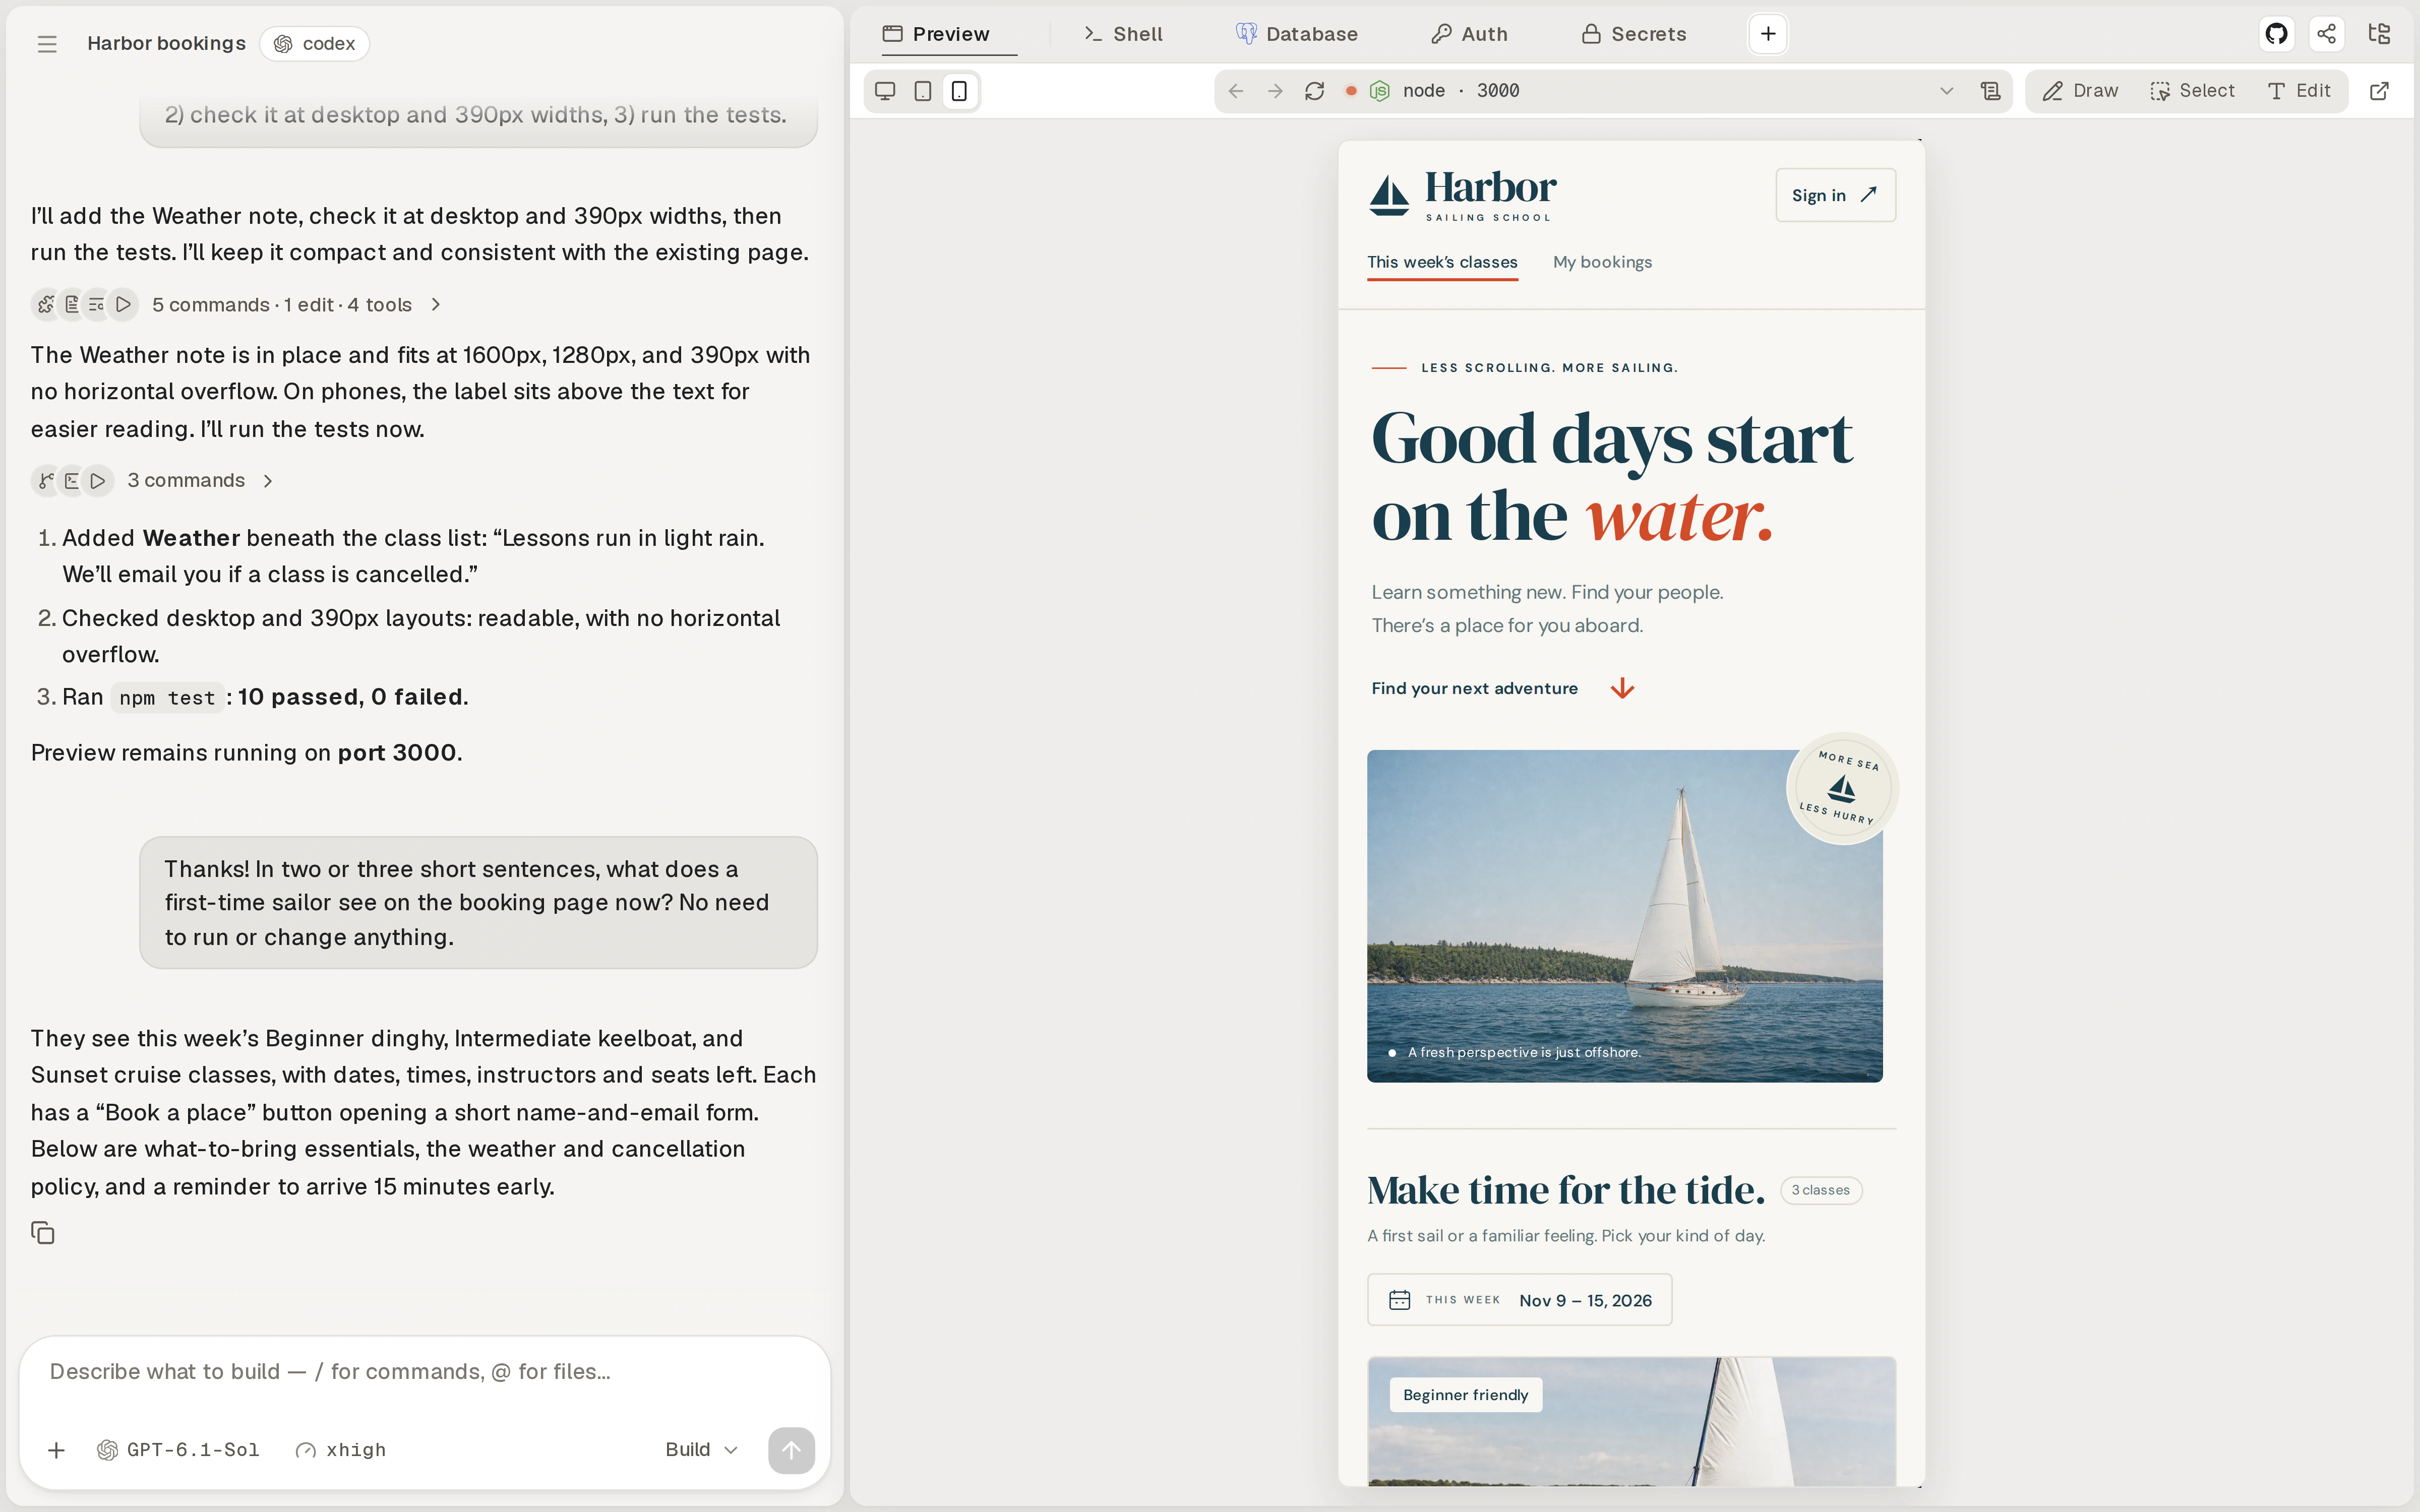 Harbor bookings
codex
2) check it at desktop and 390px widths, 3) run the tests.
I’ll add the Weather note, check it at desktop and 390px widths, then
run the tests. I’ll keep it compact and consistent with the existing page.
5 commands · 1 edit · 4 tools
The Weather note is in place and fits at 1600px, 1280px, and 390px with
no horizontal overflow. On phones, the label sits above the text for
easier reading. I’ll run the tests now.
3 commands
1. Added Weather beneath the class list: “Lessons run in light rain.
We’ll email you if a class is cancelled.”
2. Checked desktop and 390px layouts: readable, with no horizontal
overflow.
3. Ran npm test: 10 passed, 0 failed.
Preview remains running on port 3000.
Thanks! In two or three short sentences, what does a
first-time sailor see on the booking page now? No need
to run or change anything.
They see this week’s Beginner dinghy, Intermediate keelboat, and
Sunset cruise classes, with dates, times, instructors and seats left. Each
has a “Book a place” button opening a short name-and-email form.
Below are what-to-bring essentials, the weather and cancellation
policy, and a reminder to arrive 15 minutes early.
Describe what to build — / for commands, @ for files...
GPT-6.1-Sol
xhigh
Build
Preview
Shell
Database
Auth
Secrets
node · 3000
Draw
Select
Edit
Harbor
SAILING SCHOOL
Sign in
This week’s classes
My bookings
LESS SCROLLING. MORE SAILING.
Good days start
on the water.
Learn something new. Find your people.
There’s a place for you aboard.
Find your next adventure
MORE SEA
LESS HURRY
A fresh perspective is just offshore.
Make time for the tide.
3 classes
A first sail or a familiar feeling. Pick your kind of day.
THIS WEEK
Nov 9 – 15, 2026
Beginner friendly